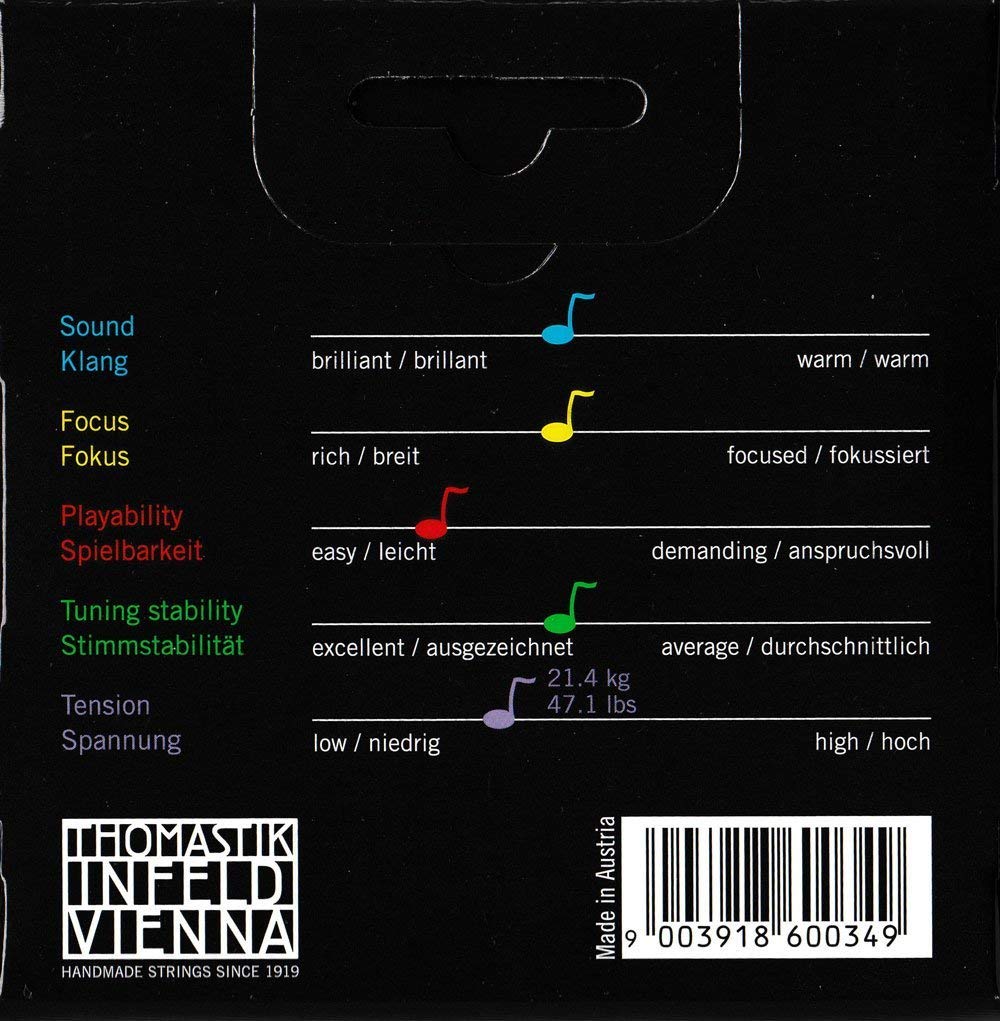 Sound
Klang
brilliant / brillant
warm / warm
Focus
Fokus
rich / breit
focused / fokussiert
Playability
Spielbarkeit
easy / leicht
demanding / anspruchsvoll
Tuning stability
Stimmstabilität
excellent / ausgezeichnet
average / durchschnittlich
Tension
Spannung
21.4 kg
47.1 lbs
low / niedrig
high / hoch
THOMASTIK
INFELD
VIENNA
HANDMADE STRINGS SINCE 1919
Made in Austria
9 003918 600349